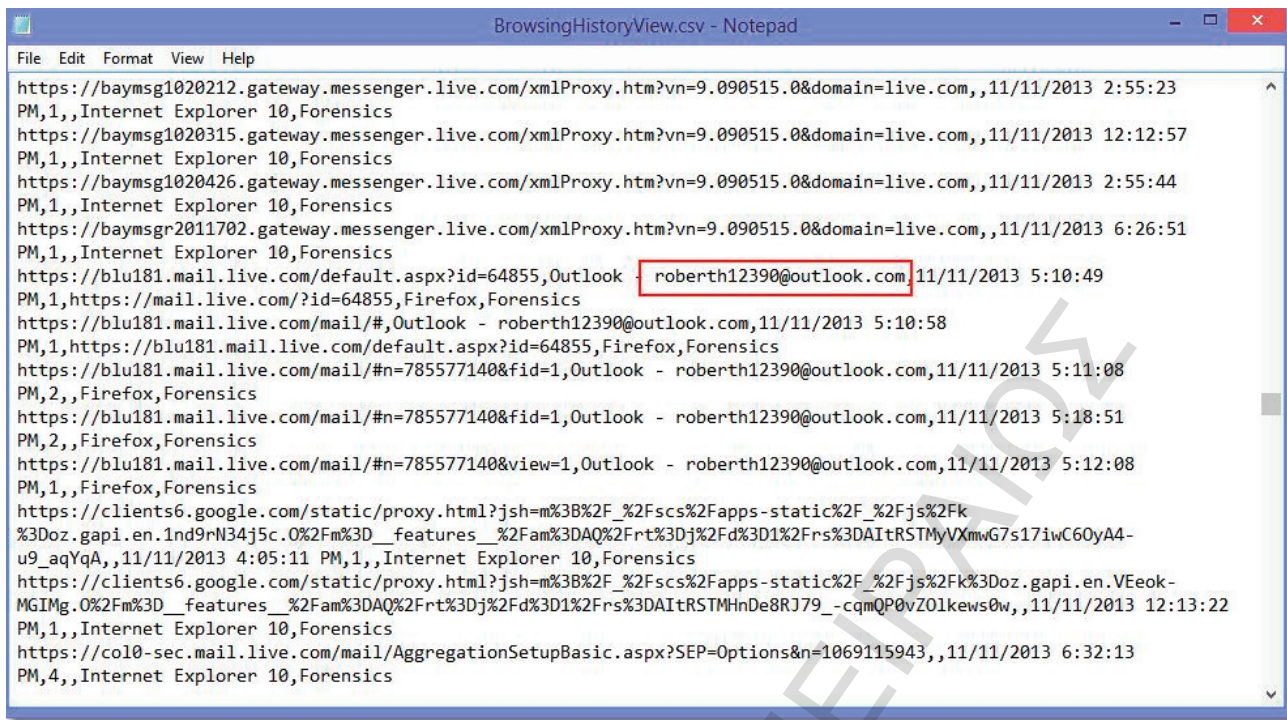 BrowsingHistoryView.csv - Notepad
File Edit Format View Help
https://baymsg1020212.gateway.messenger.live.com/xmlProxy.htm?vn=9.090515.0&domain=live.com,,11/11/2013 2:55:23
PM,1,,Internet Explorer 10,Forensics
https://baymsg1020315.gateway.messenger.live.com/xmlProxy.htm?vn=9.090515.0&domain=live.com,,11/11/2013 12:12:57
PM,1,,Internet Explorer 10,Forensics
https://baymsg1020426.gateway.messenger.live.com/xmlProxy.htm?vn=9.090515.0&domain=live.com,,11/11/2013 2:55:44
PM,1,,Internet Explorer 10,Forensics
https://baymsgr2011702.gateway.messenger.live.com/xmlProxy.htm?vn=9.090515.0&domain=live.com,,11/11/2013 6:26:51
PM,1,,Internet Explorer 10,Forensics
https://blu181.mail.live.com/default.aspx?id=64855,Outlook - roberth12390@outlook.com,11/11/2013 5:10:49
PM,1,https://mail.live.com/?id=64855,Firefox,Forensics
https://blu181.mail.live.com/mail/#,Outlook - roberth12390@outlook.com,11/11/2013 5:10:58
PM,1,https://blu181.mail.live.com/default.aspx?id=64855,Firefox,Forensics
https://blu181.mail.live.com/mail/#n=785577140&fid=1,Outlook - roberth12390@outlook.com,11/11/2013 5:11:08
PM,2,,Firefox,Forensics
https://blu181.mail.live.com/mail/#n=785577140&fid=1,Outlook - roberth12390@outlook.com,11/11/2013 5:18:51
PM,2,,Firefox,Forensics
https://blu181.mail.live.com/mail/#n=785577140&view=1,Outlook - roberth12390@outlook.com,11/11/2013 5:12:08
PM,1,,Firefox,Forensics
https://clients6.google.com/static/proxy.html?jsh=m%3B%2F_%2Fscs%2Fapps-static%2F_%2Fjs%2Fk
%3Doz.gapi.en.1nd9rN34j5c.O%2Fm%3D__features__%2Fam%3DAQ%2Frt%3Dj%2Fd%3D1%2Frs%3DAItRSTMyVXmwG7s17iwC6OyA4-
u9_aqYqA,,11/11/2013 4:05:11 PM,1,,Internet Explorer 10,Forensics
https://clients6.google.com/static/proxy.html?jsh=m%3B%2F_%2Fscs%2Fapps-static%2F_%2Fjs%2Fk%3Doz.gapi.en.VEeok-
MGIMg.O%2Fm%3D__features__%2Fam%3DAQ%2Frt%3Dj%2Fd%3D1%2Frs%3DAItRSTMHnDe8RJ79_-cqmQP0vZOlkews0w,,11/11/2013 12:13:22
PM,1,,Internet Explorer 10,Forensics
https://col0-sec.mail.live.com/mail/AggregationSetupBasic.aspx?SEP=Options&n=1069115943,,11/11/2013 6:32:13
PM,4,,Internet Explorer 10,Forensics
ΠΕΙΡΑΙΩΣ